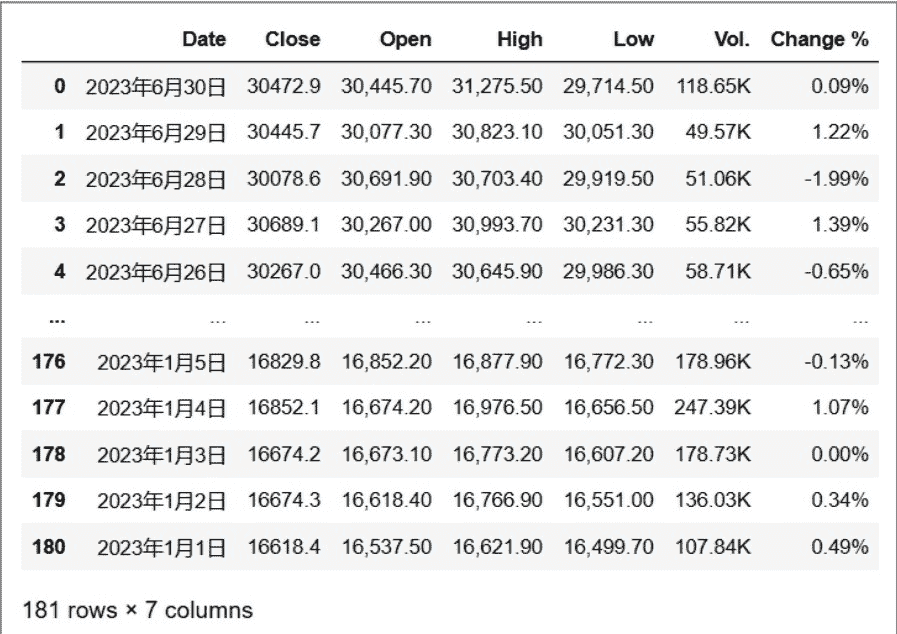 Date Close Open High Low Vol. Change %
0 2023年6月30日 30472.9 30,445.70 31,275.50 29,714.50 118.65K 0.09%
1 2023年6月29日 30445.7 30,077.30 30,823.10 30,051.30 49.57K 1.22%
2 2023年6月28日 30078.6 30,691.90 30,703.40 29,919.50 51.06K -1.99%
3 2023年6月27日 30689.1 30,267.00 30,993.70 30,231.30 55.82K 1.39%
4 2023年6月26日 30267.0 30,466.30 30,645.90 29,986.30 58.71K -0.65%
... ... ... ... ... ... ... ...
176 2023年1月5日 16829.8 16,852.20 16,877.90 16,772.30 178.96K -0.13%
177 2023年1月4日 16852.1 16,674.20 16,976.50 16,656.50 247.39K 1.07%
178 2023年1月3日 16674.2 16,673.10 16,773.20 16,607.20 178.73K 0.00%
179 2023年1月2日 16674.3 16,618.40 16,766.90 16,551.00 136.03K 0.34%
180 2023年1月1日 16618.4 16,537.50 16,621.90 16,499.70 107.84K 0.49%
181 rows × 7 columns